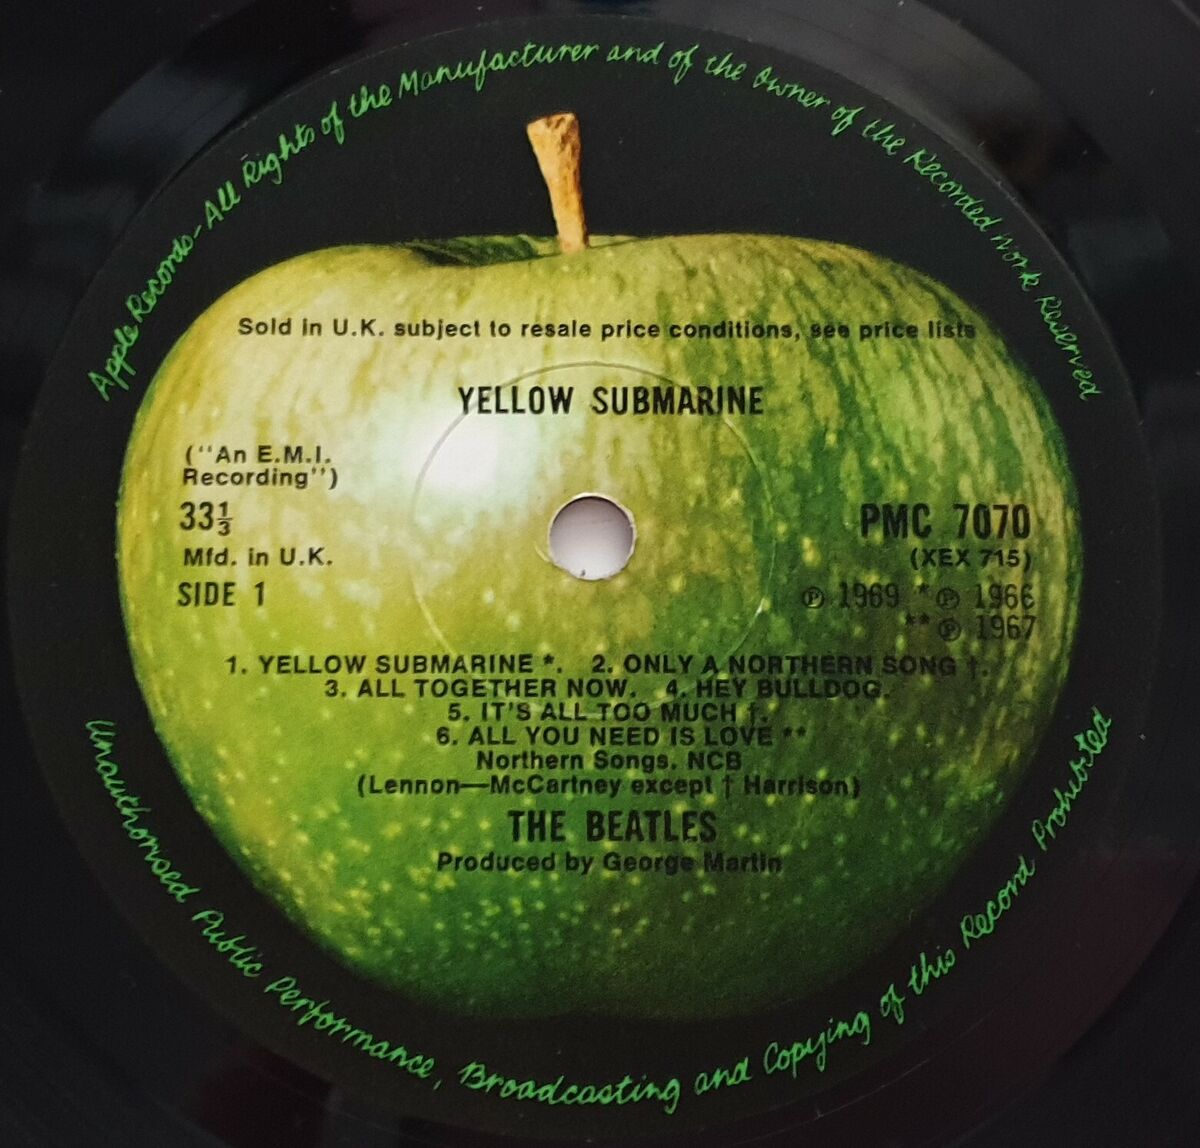 Apple Records - All Rights of the Manufacturer and of the Owner of the Recorded Work Reserved
Sold in U.K. subject to resale price conditions, see price lists
YELLOW SUBMARINE
(“An E.M.I.
Recording”)
33⅓
Mfd. in U.K.
SIDE 1
PMC 7070
(XEX 715)
℗ 1969 *℗ 1966
**℗ 1967
1. YELLOW SUBMARINE *. 2. ONLY A NORTHERN SONG †.
3. ALL TOGETHER NOW. 4. HEY BULLDOG.
5. IT'S ALL TOO MUCH †.
6. ALL YOU NEED IS LOVE **
Northern Songs. NCB
(Lennon—McCartney except † Harrison)
THE BEATLES
Produced by George Martin
Unauthorised Public Performance, Broadcasting and Copying of this Record Prohibited